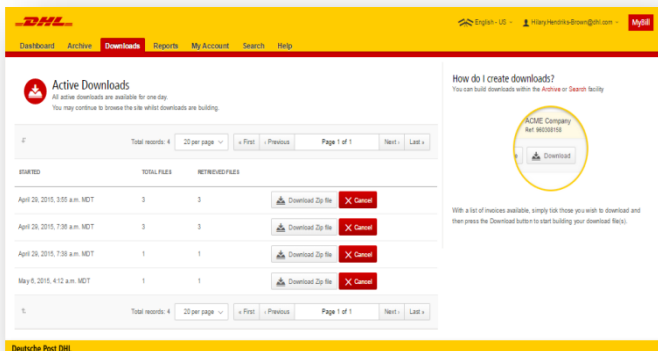 DHL
English - US
Hilary.Hendriks-Brown@dhl.com
MyBill
Dashboard Archive Downloads Reports My Account Search Help
Active Downloads
All active downloads are available for one day.
You may continue to browse the site whilst downloads are building.
Total records: 4 20 per page « First ‹ Previous Page 1 of 1 Next › Last »
STARTED TOTAL FILES RETRIEVED FILES
April 29, 2015, 3:55 a.m. MDT 3 3 Download Zip file Cancel
April 29, 2015, 7:36 a.m. MDT 3 3 Download Zip file Cancel
April 29, 2015, 7:38 a.m. MDT 1 1 Download Zip file Cancel
May 6, 2015, 4:12 a.m. MDT 1 1 Download Zip file Cancel
Total records: 4 20 per page « First ‹ Previous Page 1 of 1 Next › Last »
How do I create downloads?
You can build downloads within the Archive or Search facility
ACME Company
Ref: 960308158
Download
With a list of invoices available, simply tick those you wish to download and
then press the Download button to start building your download file(s).
Deutsche Post DHL